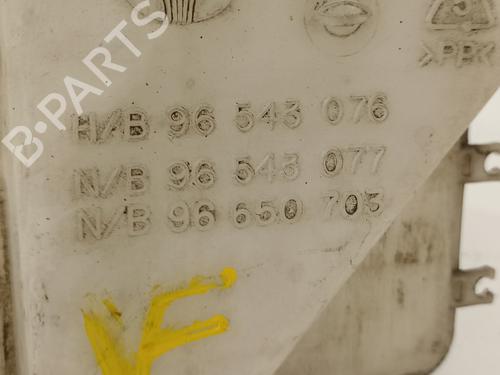 B-PARTS
>PP<
H/B 96 543 076
N/B 96 543 077
N/B 96 650 703